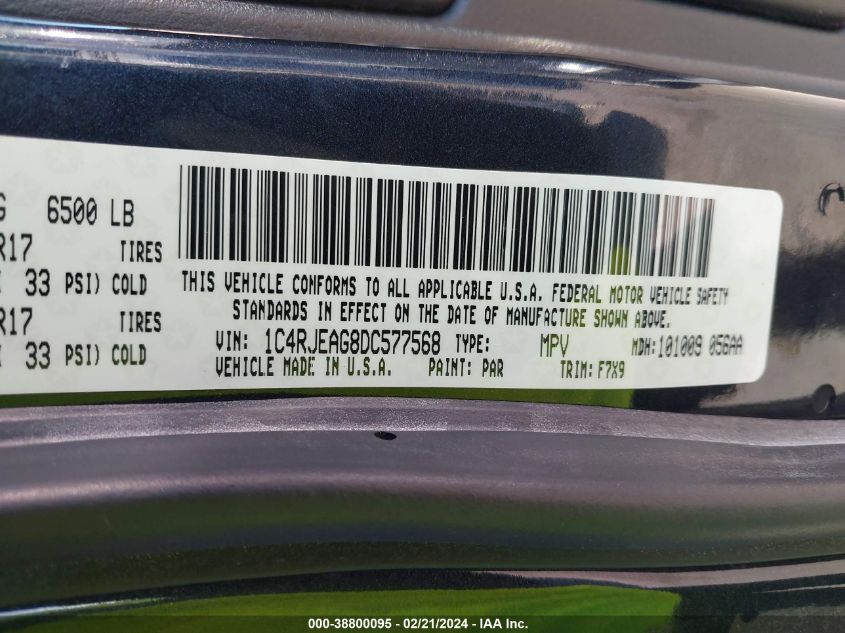 G 6500 LB
R17 TIRES
33 PSI) COLD
R17 TIRES
33 PSI) COLD
THIS VEHICLE CONFORMS TO ALL APPLICABLE U.S.A. FEDERAL MOTOR VEHICLE SAFETY
STANDARDS IN EFFECT ON THE DATE OF MANUFACTURE SHOWN ABOVE.
VIN: 1C4RJEAG8DC577568 TYPE: MPV MDH:101009 056AA
VEHICLE MADE IN U.S.A. PAINT: PAR TRIM:F7X9
000-38800095 - 02/21/2024 - IAA Inc.